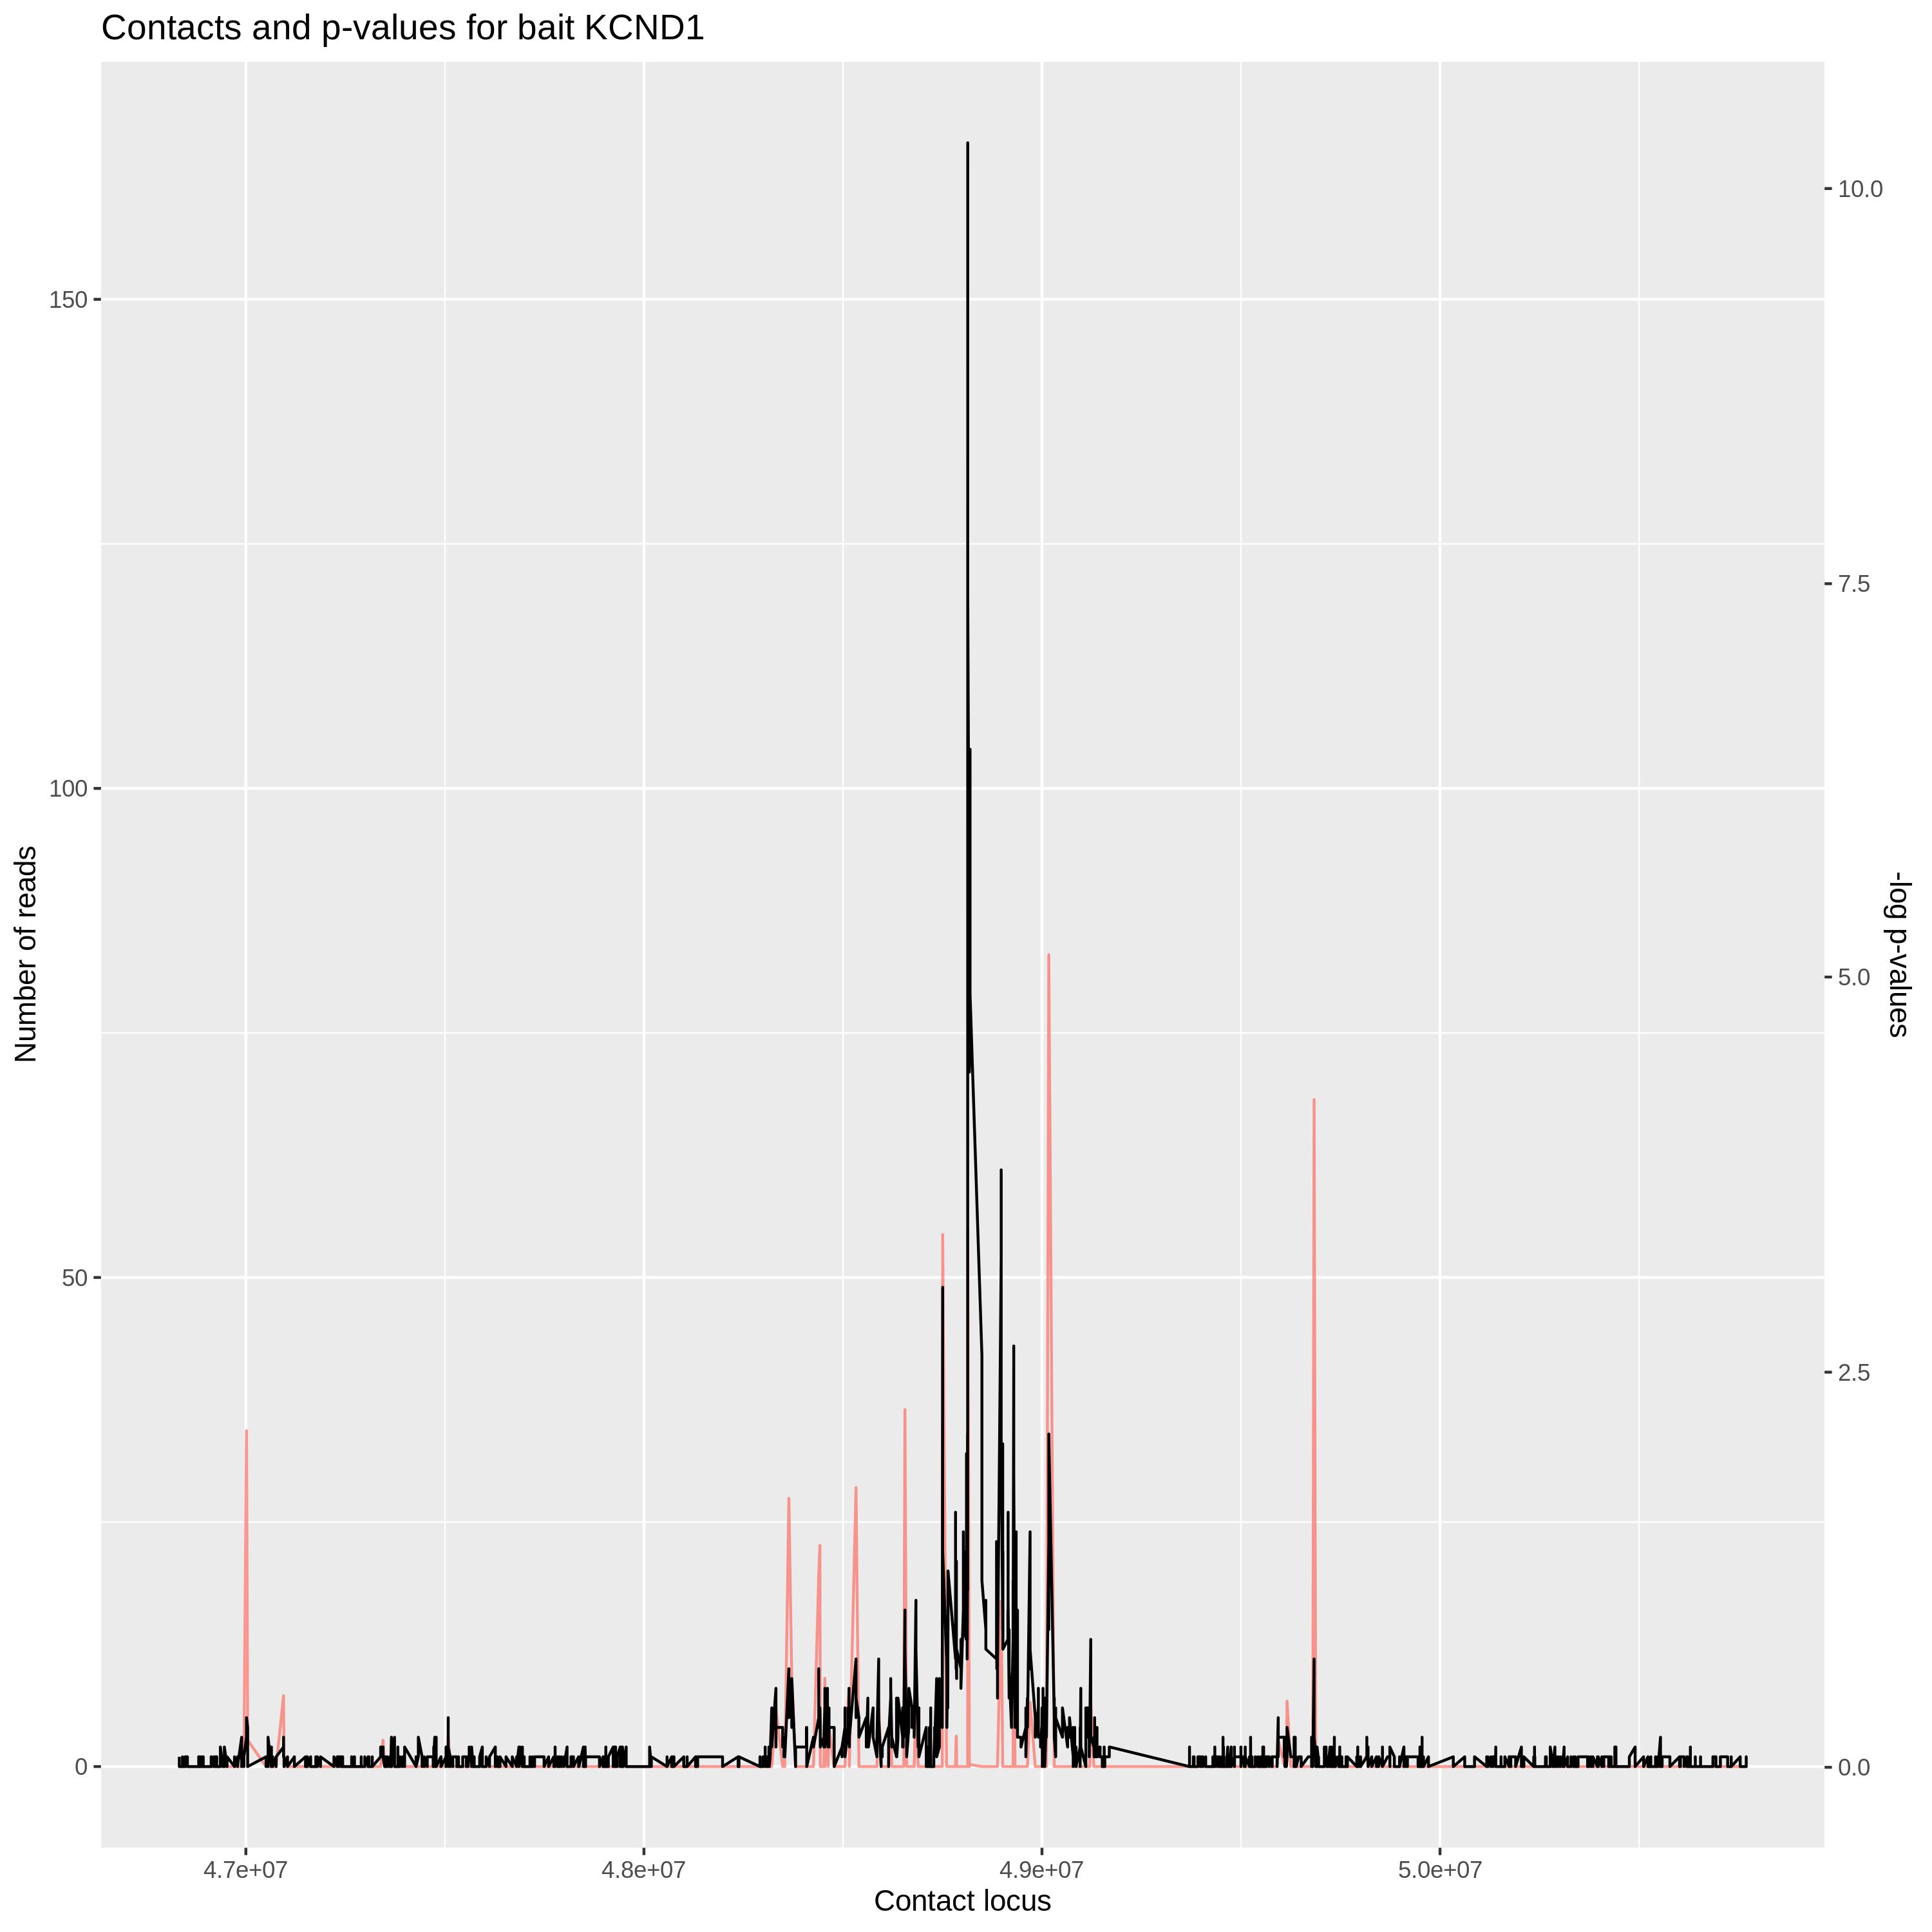 Contacts and p-values for bait KCND1
150
100
50
0
Number of reads
10.0
7.5
5.0
2.5
0.0
-log p-values
4.7e+07 4.8e+07 4.9e+07 5.0e+07
Contact locus